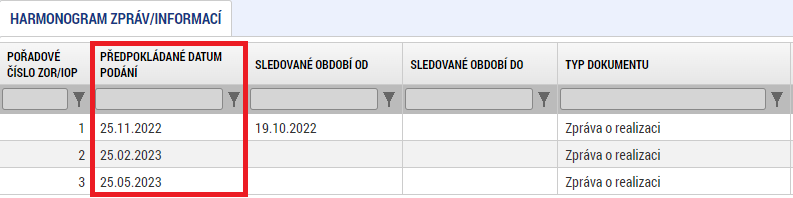 HARMONOGRAM ZPRÁV/INFORMACÍ
POŘADOVÉ ČÍSLO ZOR/IOP PŘEDPOKLÁDANÉ DATUM PODÁNÍ SLEDOVANÉ OBDOBÍ OD SLEDOVANÉ OBDOBÍ DO TYP DOKUMENTU
1 25.11.2022 19.10.2022 Zpráva o realizaci
2 25.02.2023 Zpráva o realizaci
3 25.05.2023 Zpráva o realizaci